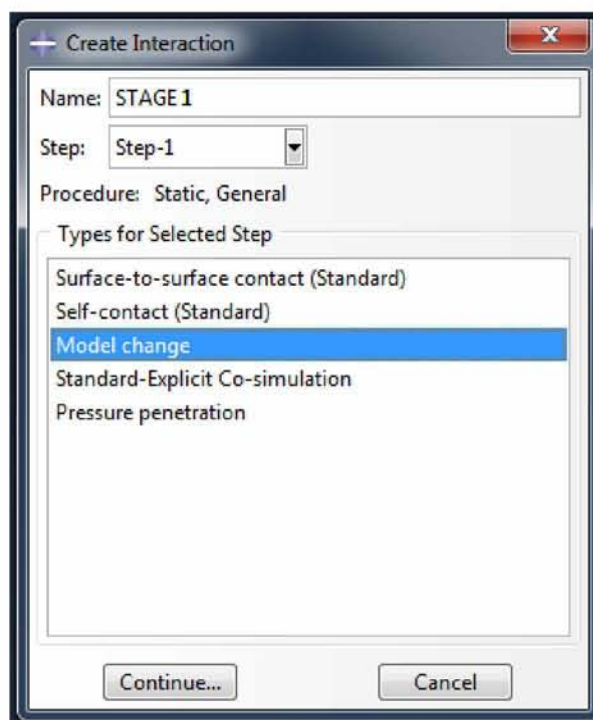 Create Interaction
Name: STAGE 1
Step: Step-1
Procedure: Static, General
Types for Selected Step
Surface-to-surface contact (Standard)
Self-contact (Standard)
Model change
Standard-Explicit Co-simulation
Pressure penetration
Continue... Cancel